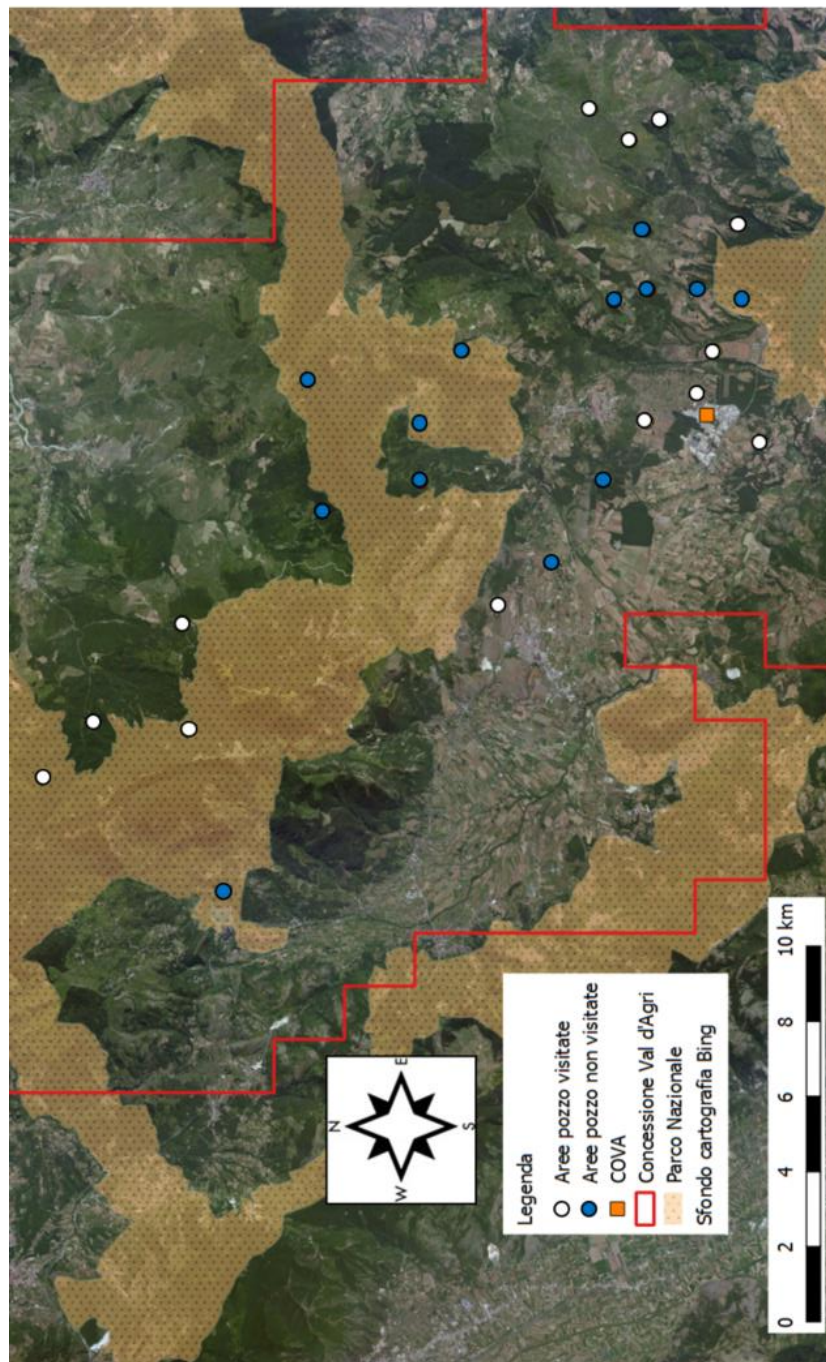 N
W
E
S
Legenda
Aree pozzo visitate
Aree pozzo non visitate
COVA
Concessione Val d'Agri
Parco Nazionale
Sfondo cartografia Bing
0 2 4 6 8 10 km